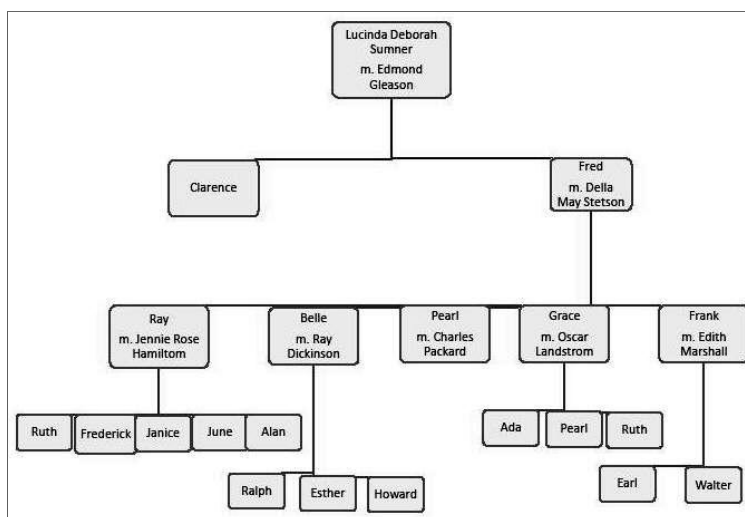 Lucinda Deborah
Sumner
m. Edmond
Gleason
Clarence
Fred
m. Della
May Stetson
Ray
m. Jennie Rose
Hamiltom
Belle
m. Ray
Dickinson
Pearl
m. Charles
Packard
Grace
m. Oscar
Landstrom
Frank
m. Edith
Marshall
Ruth
Frederick
Janice
June
Alan
Ada
Pearl
Ruth
Ralph
Esther
Howard
Earl
Walter